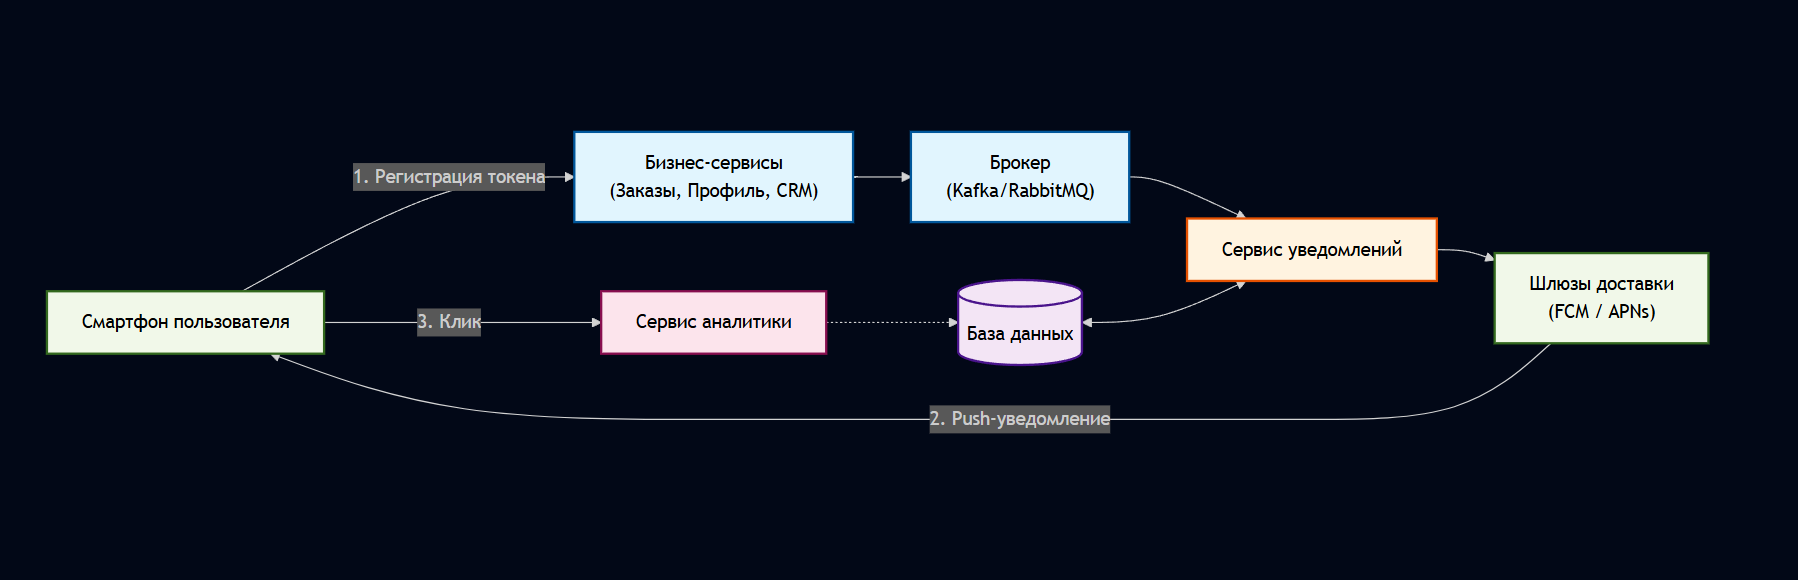 Бизнес-сервисы
(Заказы, Профиль, CRM)
Брокер
(Kafka/RabbitMQ)
1. Регистрация токена
Сервис уведомлений
Шлюзы доставки
(FCM / APNs)
Смартфон пользователя
3. Клик
Сервис аналитики
База данных
2. Push-уведомление